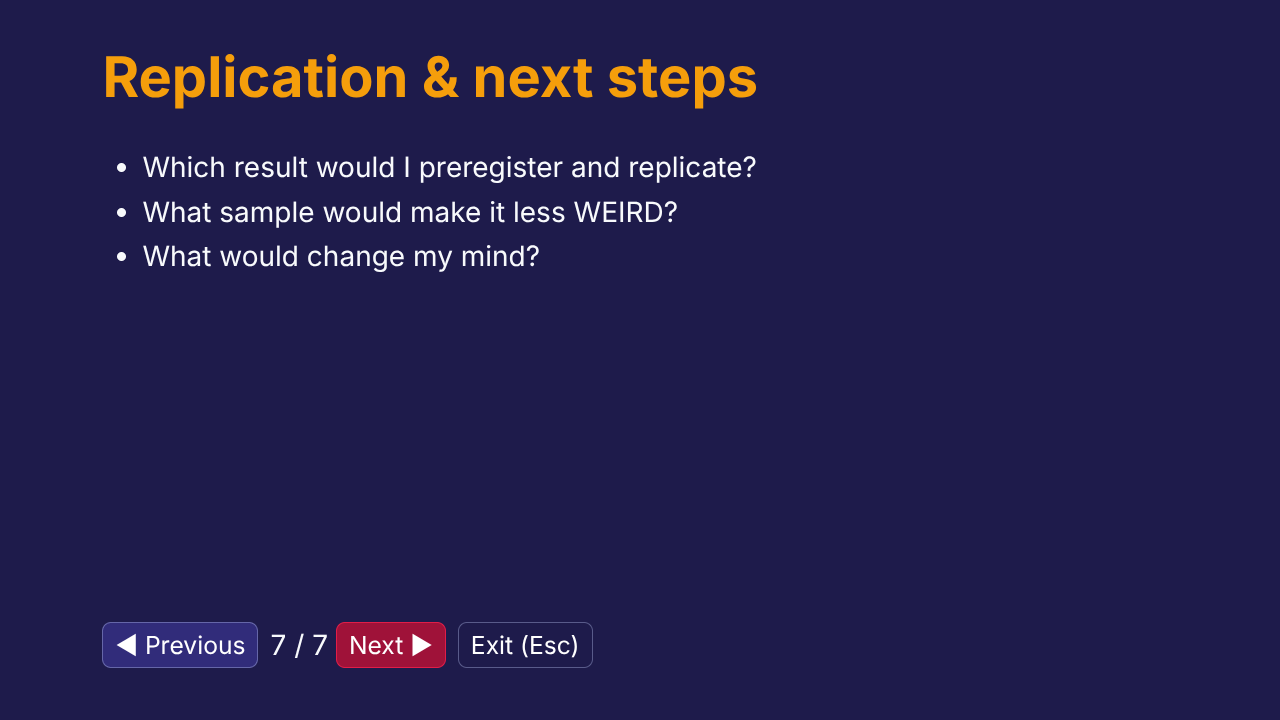 Replication & next steps
• Which result would I preregister and replicate?
• What sample would make it less WEIRD?
• What would change my mind?
◀ Previous 7 / 7 Next ▶ Exit (Esc)